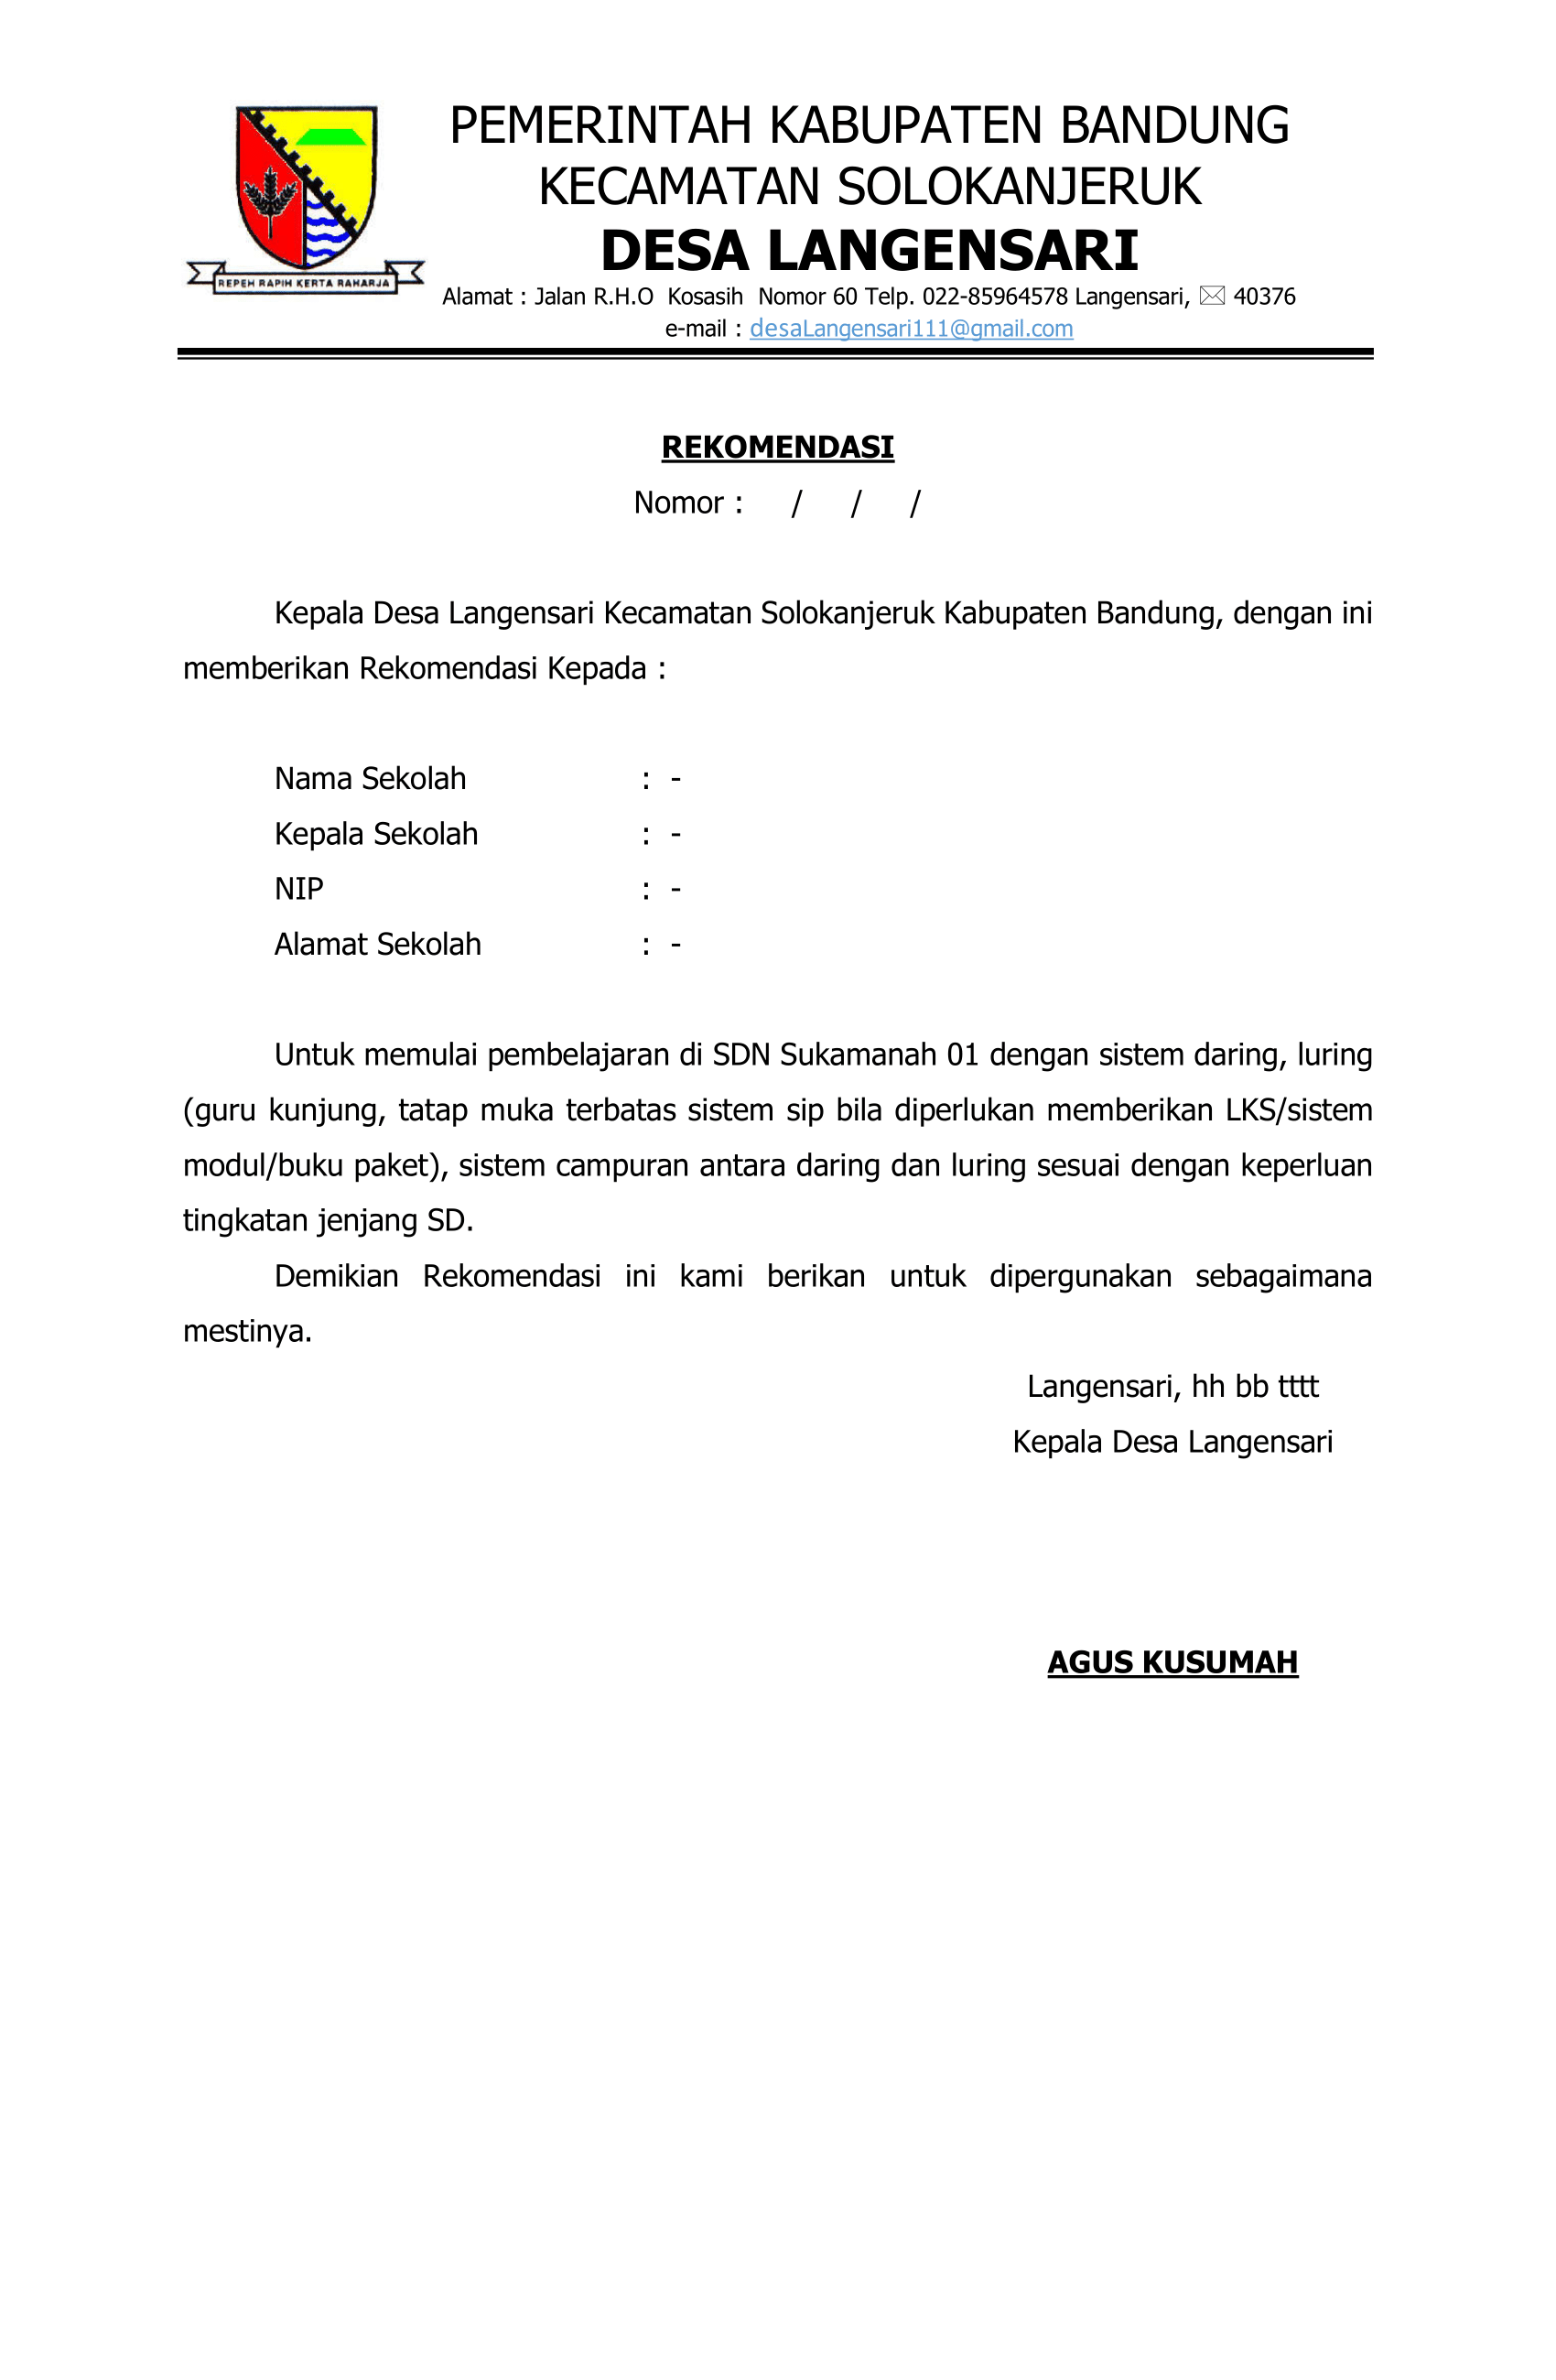 PEMERINTAH KABUPATEN BANDUNG
KECAMATAN SOLOKANJERUK
DESA LANGENSARI
Alamat : Jalan R.H.O  Kosasih  Nomor 60 Telp. 022-85964578 Langensari, 🖂 40376
e-mail : desaLangensari111@gmail.com
REPEH RAPIH KERTA RAHARJA
REKOMENDASI
Nomor :      /      /      /
Kepala Desa Langensari Kecamatan Solokanjeruk Kabupaten Bandung, dengan ini
memberikan Rekomendasi Kepada :
Nama Sekolah : -
Kepala Sekolah : -
NIP : -
Alamat Sekolah : -
Untuk memulai pembelajaran di SDN Sukamanah 01 dengan sistem daring, luring
(guru kunjung, tatap muka terbatas sistem sip bila diperlukan memberikan LKS/sistem
modul/buku paket), sistem campuran antara daring dan luring sesuai dengan keperluan
tingkatan jenjang SD.
Demikian Rekomendasi ini kami berikan untuk dipergunakan sebagaimana
mestinya.
Langensari, hh bb tttt
Kepala Desa Langensari
AGUS KUSUMAH